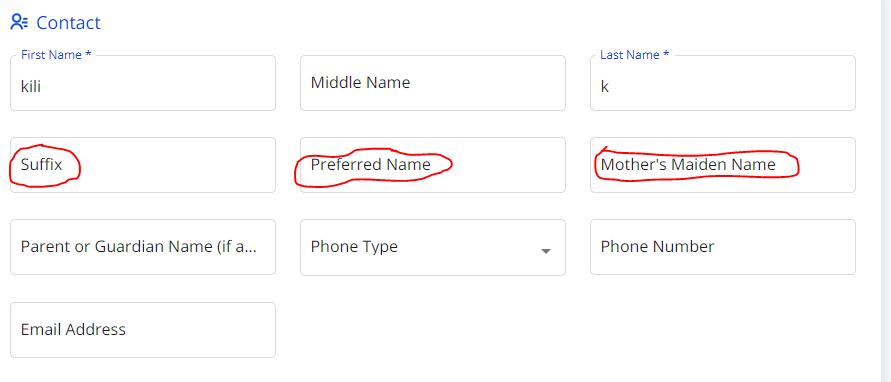 Contact
First Name *
Last Name *
kili
Middle Name
k
Suffix
Preferred Name
Mother's Maiden Name
Parent or Guardian Name (if a...
Phone Type
Phone Number
Email Address